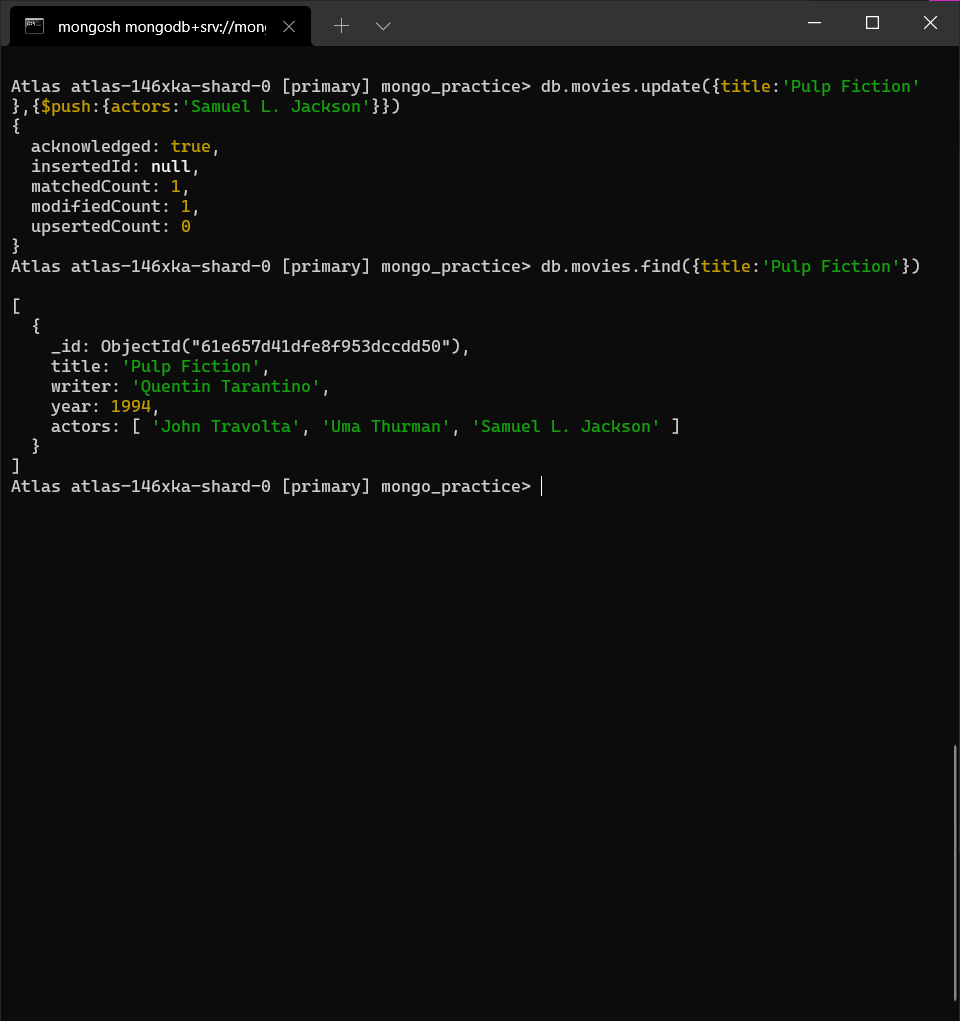 mongosh mongodb+srv://mon
Atlas atlas-146xka-shard-0 [primary] mongo_practice> db.movies.update({title:'Pulp Fiction'
},{$push:{actors:'Samuel L. Jackson'}})
{
  acknowledged: true,
  insertedId: null,
  matchedCount: 1,
  modifiedCount: 1,
  upsertedCount: 0
}
Atlas atlas-146xka-shard-0 [primary] mongo_practice> db.movies.find({title:'Pulp Fiction'})
[
  {
    _id: ObjectId("61e657d41dfe8f953dccdd50"),
    title: 'Pulp Fiction',
    writer: 'Quentin Tarantino',
    year: 1994,
    actors: [ 'John Travolta', 'Uma Thurman', 'Samuel L. Jackson' ]
  }
]
Atlas atlas-146xka-shard-0 [primary] mongo_practice>